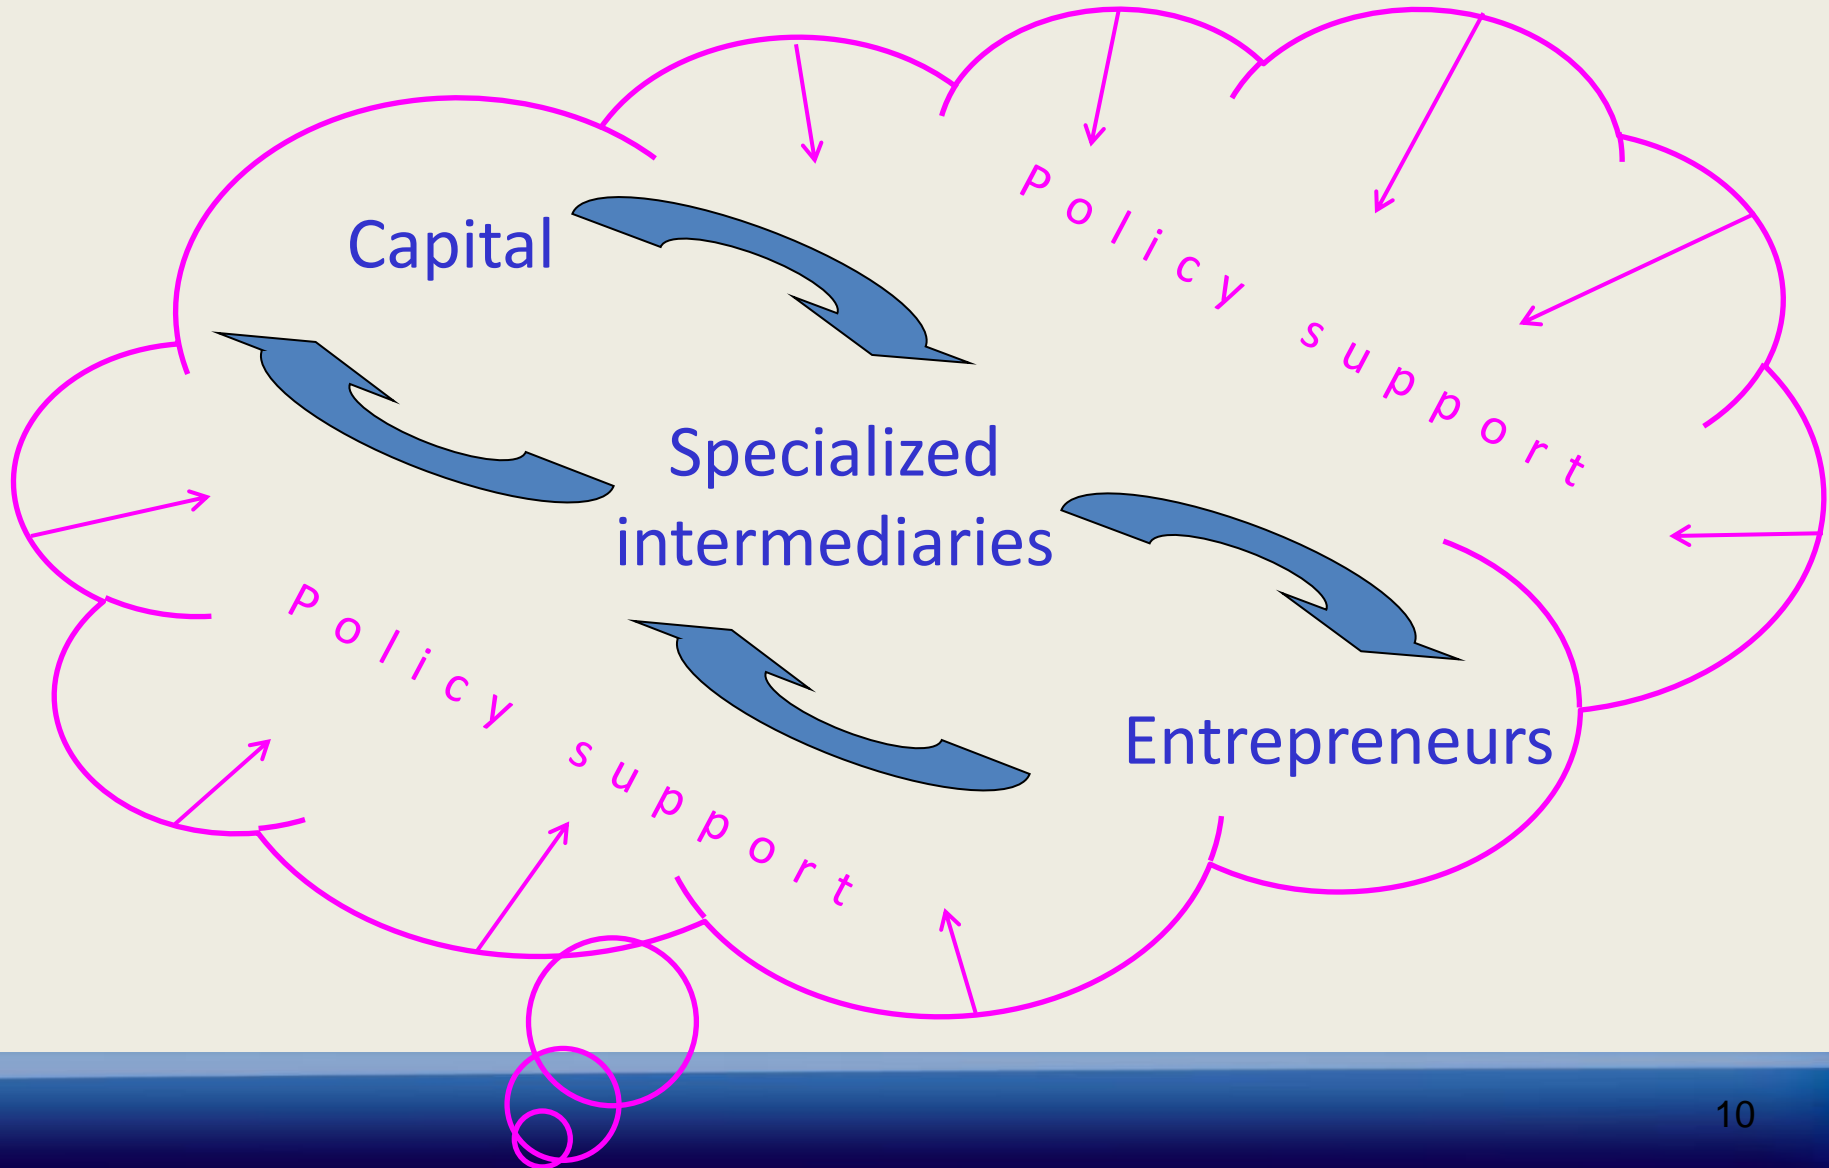 Policy support
Capital
Specialized
intermediaries
Policy support
Entrepreneurs
10